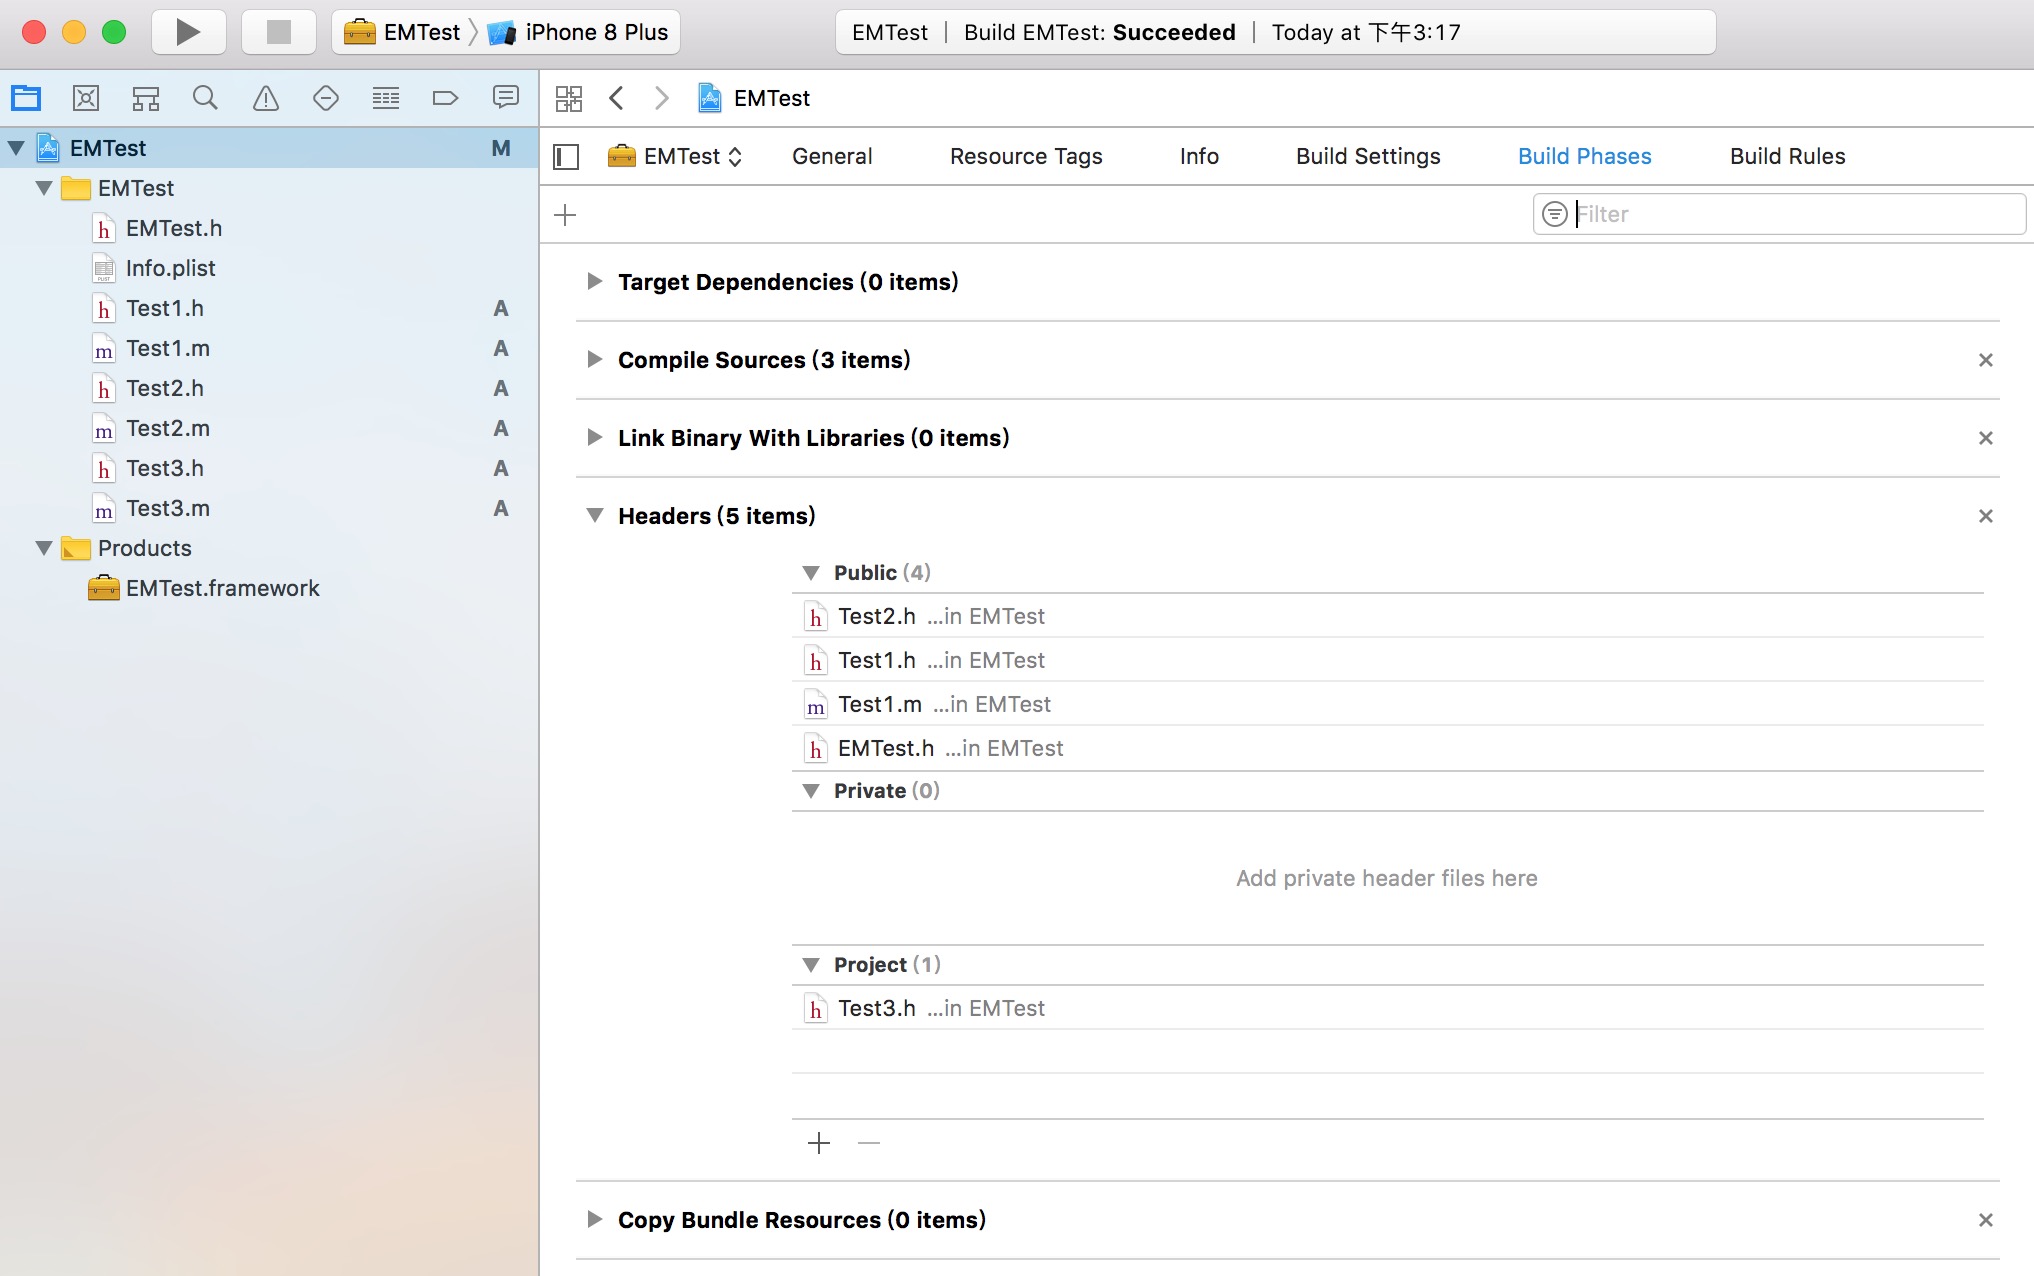 EMTest iPhone 8 Plus
EMTest Build EMTest: Succeeded Today at 下午3:17
EMTest
EMTest M
EMTest
EMTest.h
Info.plist
Test1.h A
Test1.m A
Test2.h A
Test2.m A
Test3.h A
Test3.m A
Products
EMTest.framework
EMTest General Resource Tags Info Build Settings Build Phases Build Rules
Filter
Target Dependencies (0 items)
Compile Sources (3 items)
Link Binary With Libraries (0 items)
Headers (5 items)
Public (4)
h Test2.h ...in EMTest
h Test1.h ...in EMTest
m Test1.m ...in EMTest
h EMTest.h ...in EMTest
Private (0)
Add private header files here
Project (1)
h Test3.h ...in EMTest
Copy Bundle Resources (0 items)